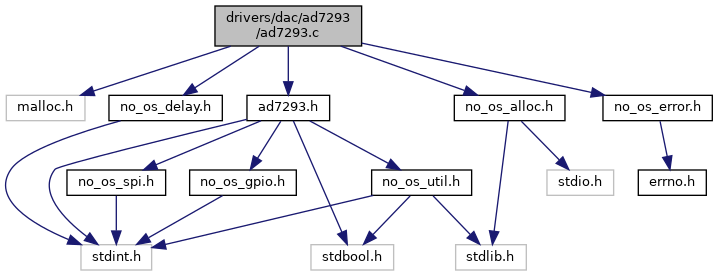 drivers/dac/ad7293
/ad7293.c
malloc.h
no_os_delay.h
ad7293.h
no_os_alloc.h
no_os_error.h
no_os_spi.h
no_os_gpio.h
no_os_util.h
stdio.h
errno.h
stdint.h
stdbool.h
stdlib.h